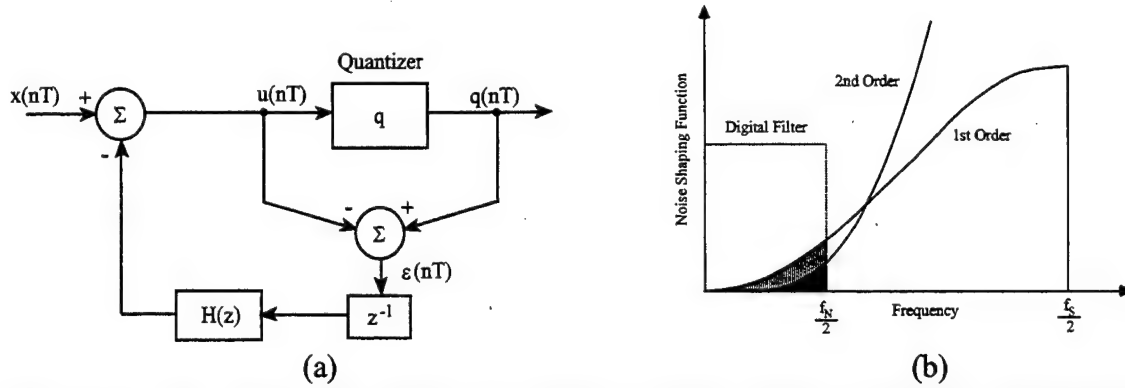 Quantizer
x(nT)
+
Σ
-
u(nT)
q
q(nT)
-
+
Σ
ε(nT)
H(z)
z⁻¹
(a)
Noise Shaping Function
Digital Filter
2nd Order
1st Order
f_N/2
Frequency
f_S/2
(b)